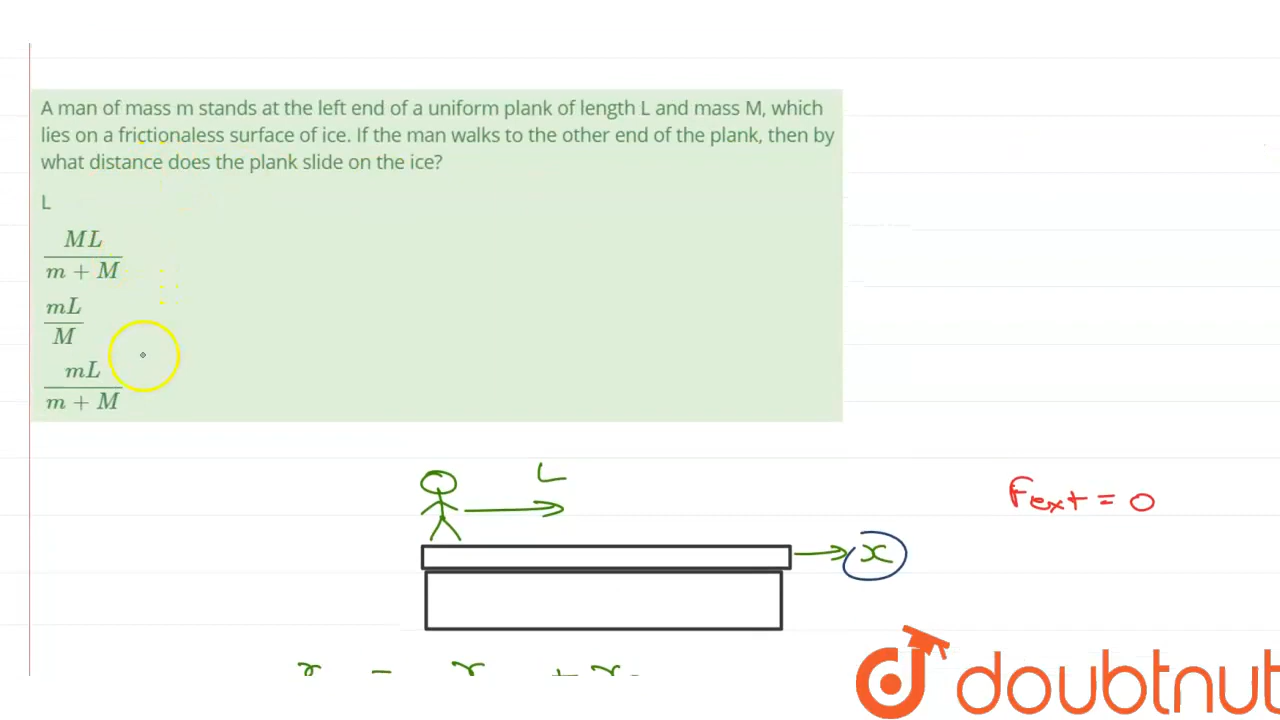 A man of mass m stands at the left end of a uniform plank of length L and mass M, which
lies on a frictionaless surface of ice. If the man walks to the other end of the plank, then by
what distance does the plank slide on the ice?
L
ML
m + M
mL
M
mL
m + M
L
Fext = 0
x
doubtnut